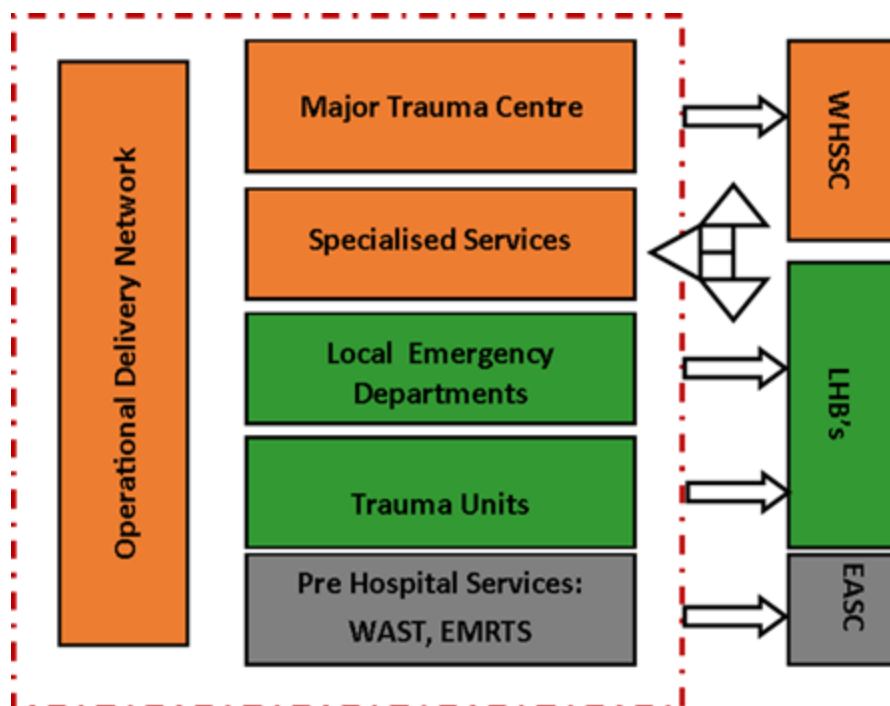 Operational Delivery Network
Major Trauma Centre
Specialised Services
Local Emergency
Departments
Trauma Units
Pre Hospital Services:
WAST, EMRTS
WHSSC
LHB's
EASC